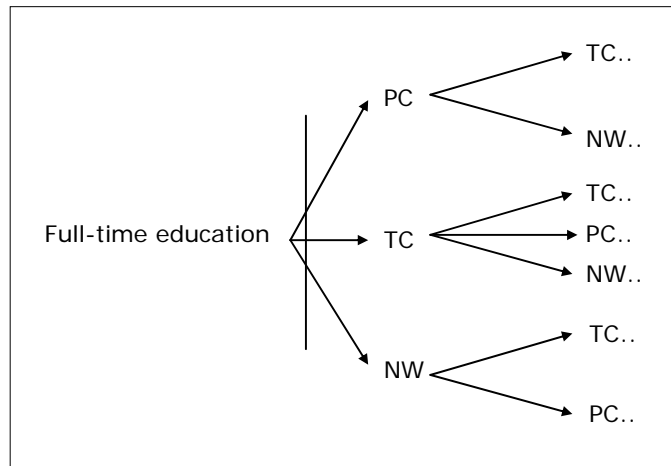 TC..
PC
NW..
TC..
Full-time education
TC
PC..
NW..
TC..
NW
PC..